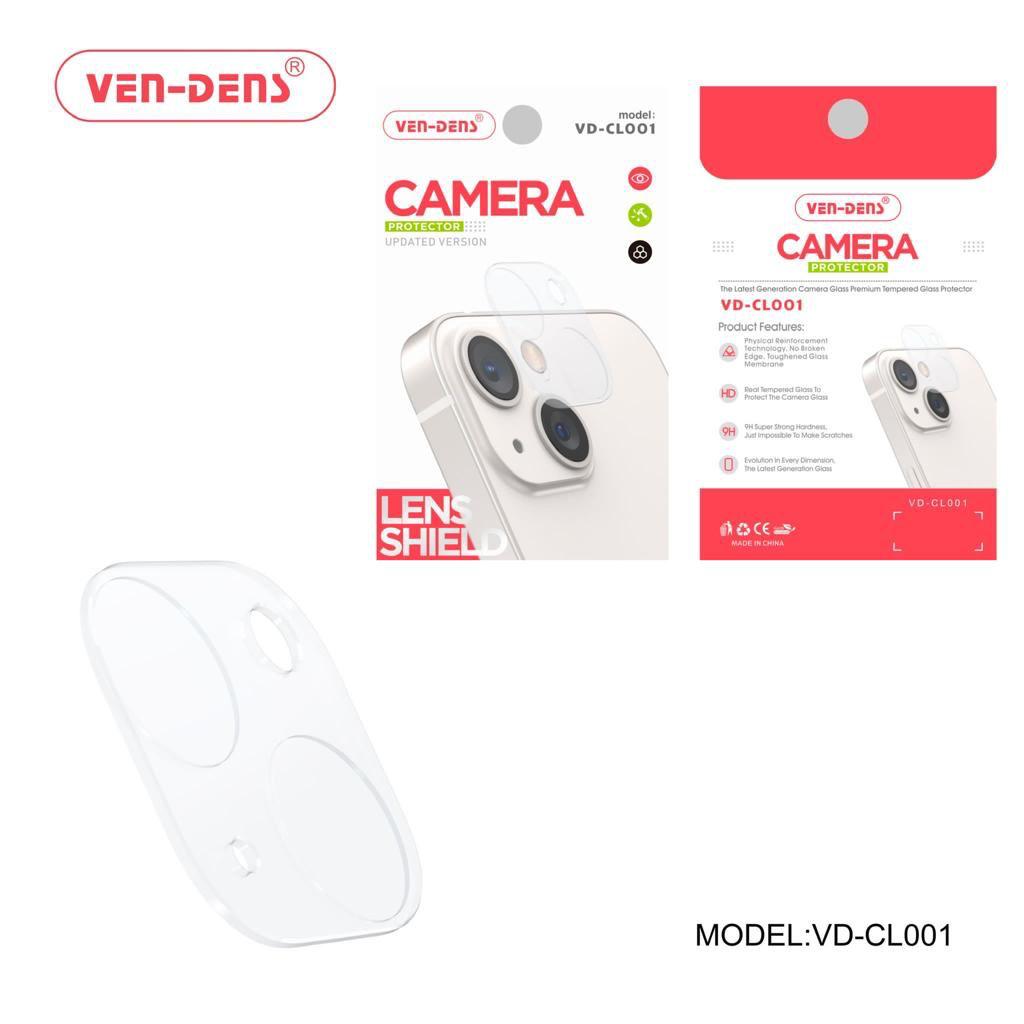 VEN-DENS®
VEN-DENS®
model:
VD-CL001
CAMERA
PROTECTOR
UPDATED VERSION
LENS
SHIELD
VEN-DENS®
CAMERA
PROTECTOR
The Latest Generation Camera Glass Premium Tempered Glass Protector
VD-CL001
Product Features:
Physical Reinforcement
Technology, No Broken
Edge, Toughened Glass
Membrane
HD
Real Tempered Glass To
Protect The Camera Glass
9H
9H Super Strong Hardness,
Just Impossible To Make Scratches
Evolution In Every Dimension,
The Latest Generation Glass
VD-CL001
CE
MADE IN CHINA
MODEL:VD-CL001